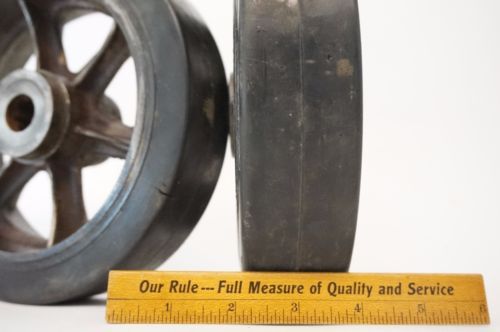 Our Rule---Full Measure of Quality and Service
1 2 3 4 5 6